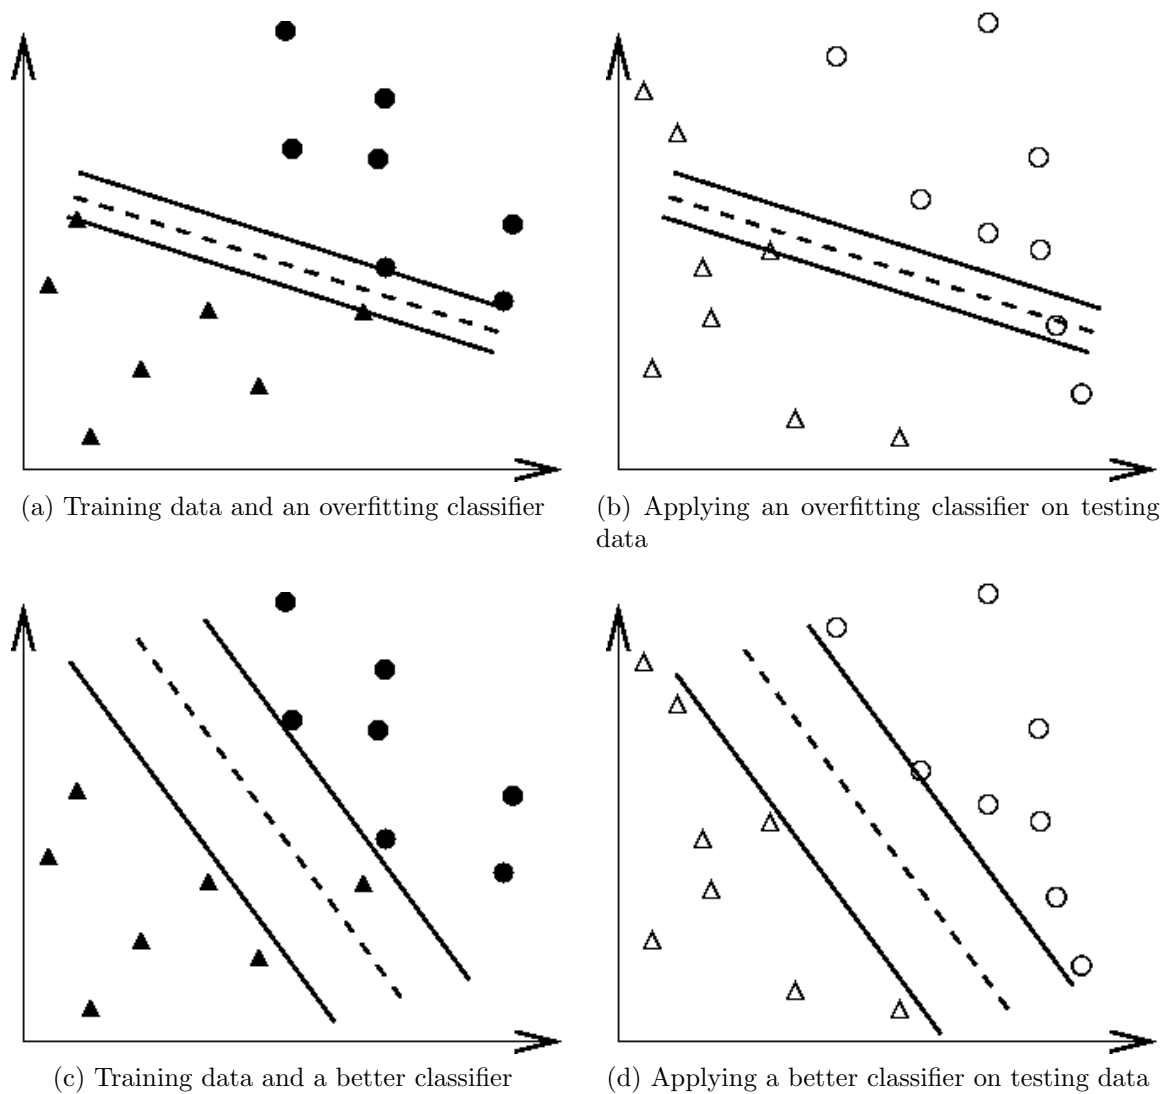 (a) Training data and an overfitting classifier
(b) Applying an overfitting classifier on testing
data
(c) Training data and a better classifier
(d) Applying a better classifier on testing data